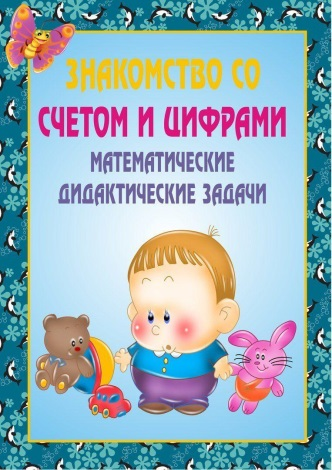 ЗНАКОМСТВО СО
СЧЕТОМ И ЦИФРАМИ
МАТЕМАТИЧЕСКИЕ
ДИДАКТИЧЕСКИЕ ЗАДАЧИ